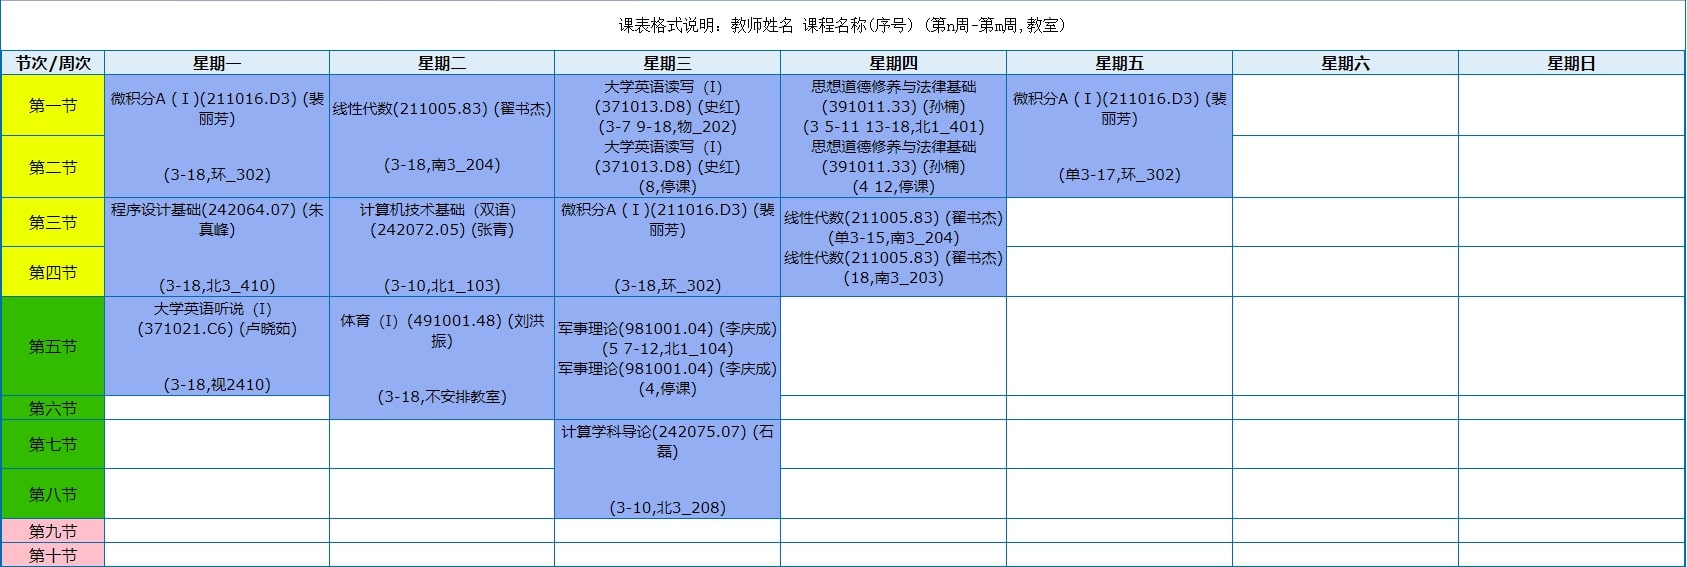 课表格式说明：教师姓名 课程名称(序号) (第n周-第m周,教室)
节次/周次 星期一 星期二 星期三 星期四 星期五 星期六 星期日
第一节
第二节
微积分A ( I )(211016.D3) (裴
丽芳)
(3-18,环_302)
线性代数(211005.83) (翟书杰)
(3-18,南3_204)
大学英语读写（I）
(371013.D8) (史红)
(3-7 9-18,物_202)
大学英语读写（I）
(371013.D8) (史红)
(8,停课)
思想道德修养与法律基础
(391011.33) (孙楠)
(3 5-11 13-18,北1_401)
思想道德修养与法律基础
(391011.33) (孙楠)
(4 12,停课)
微积分A ( I )(211016.D3) (裴
丽芳)
(单3-17,环_302)
第三节
第四节
程序设计基础(242064.07) (朱
真峰)
(3-18,北3_410)
计算机技术基础（双语）
(242072.05) (张青)
(3-10,北1_103)
微积分A ( I )(211016.D3) (裴
丽芳)
(3-18,环_302)
线性代数(211005.83) (翟书杰)
(单3-15,南3_204)
线性代数(211005.83) (翟书杰)
(18,南3_203)
第五节
第六节
大学英语听说（I）
(371021.C6) (卢晓茹)
(3-18,视2410)
体育（I）(491001.48) (刘洪
振)
(3-18,不安排教室)
军事理论(981001.04) (李庆成)
(5 7-12,北1_104)
军事理论(981001.04) (李庆成)
(4,停课)
第七节
第八节
计算学科导论(242075.07) (石
磊)
(3-10,北3_208)
第九节
第十节